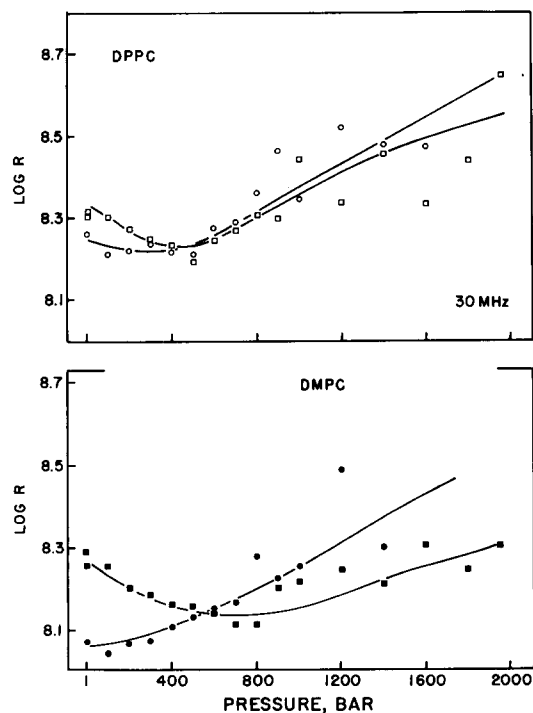 DPPC
LOG R
8.7
8.5
8.3
8.1
30 MHz
DMPC
LOG R
8.7
8.5
8.3
8.1
1 400 800 1200 1600 2000
PRESSURE, BAR